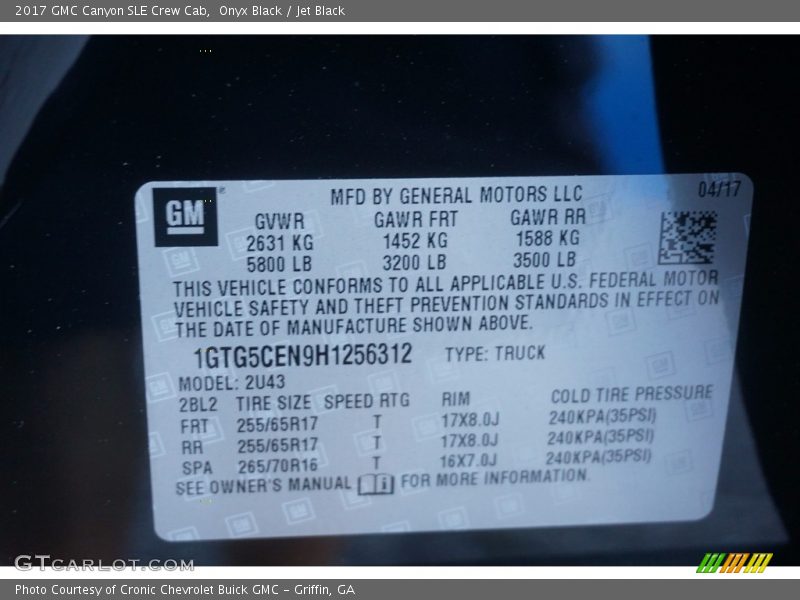 2017 GMC Canyon SLE Crew Cab,  Onyx Black / Jet Black
MFD BY GENERAL MOTORS LLC 04/17
GM
GVWR GAWR FRT GAWR RR
2631 KG 1452 KG 1588 KG
5800 LB 3200 LB 3500 LB
THIS VEHICLE CONFORMS TO ALL APPLICABLE U.S. FEDERAL MOTOR
VEHICLE SAFETY AND THEFT PREVENTION STANDARDS IN EFFECT ON
THE DATE OF MANUFACTURE SHOWN ABOVE.
1GTG5CEN9H1256312 TYPE: TRUCK
MODEL: 2U43
2BL2 TIRE SIZE SPEED RTG RIM COLD TIRE PRESSURE
FRT 255/65R17 T 17X8.0J 240KPA(35PSI)
RR 255/65R17 T 17X8.0J 240KPA(35PSI)
SPA 265/70R16 T 16X7.0J 240KPA(35PSI)
SEE OWNER'S MANUAL FOR MORE INFORMATION.
GTCARLOT.COM
Photo Courtesy of Cronic Chevrolet Buick GMC – Griffin, GA